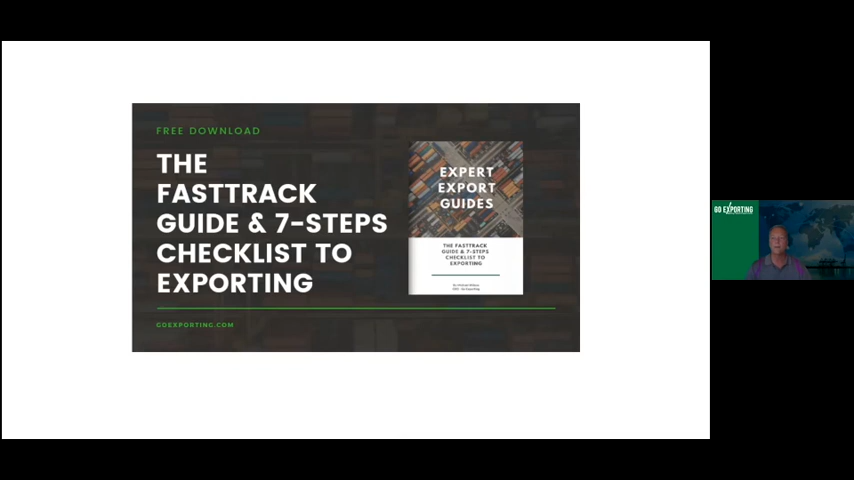 FREE DOWNLOAD
THE
FASTTRACK
GUIDE & 7-STEPS
CHECKLIST TO
EXPORTING
GOEXPORTING.COM
EXPERT
EXPORT
GUIDES
THE FASTTRACK
GUIDE & 7-STEPS
CHECKLIST TO
EXPORTING
GO EXPORTING